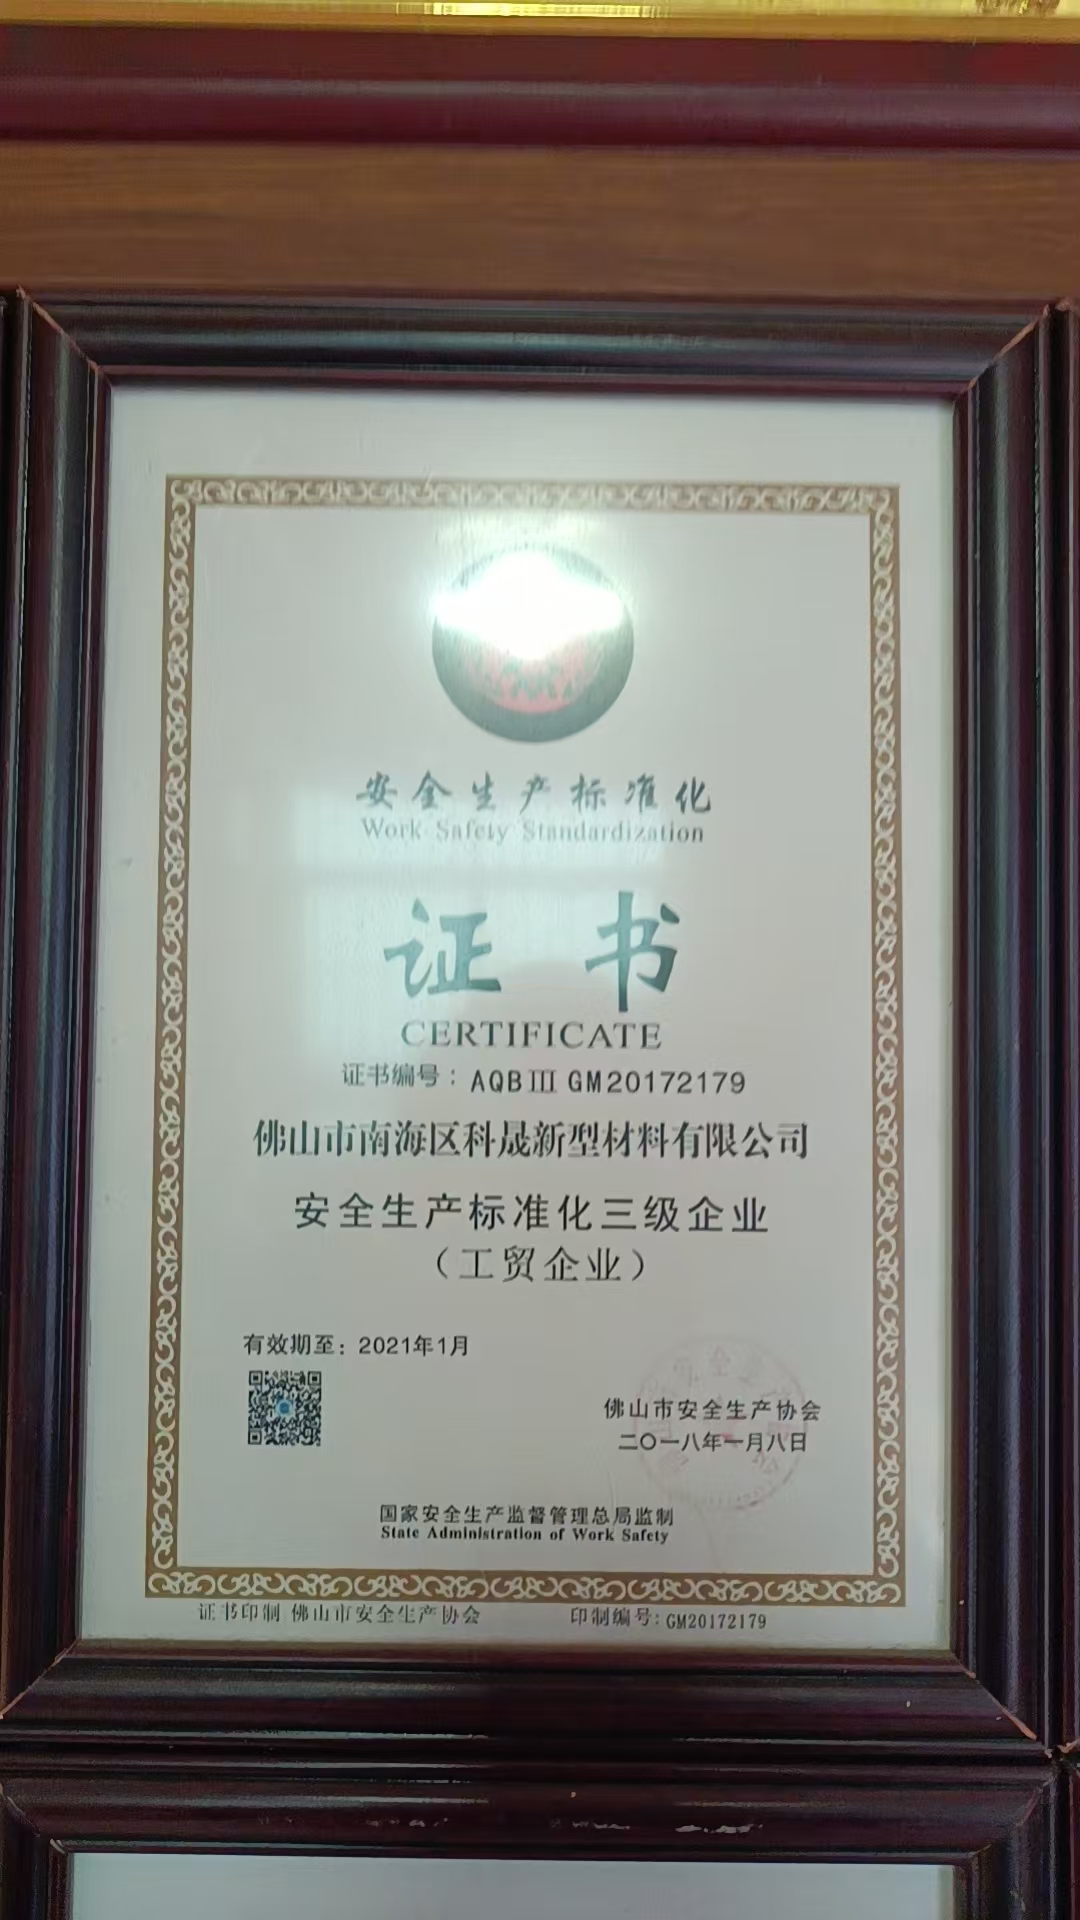 安全生产标准化
Work Safety Standardization
证 书
CERTIFICATE
证书编号：AQBⅢ GM20172179
佛山市南海区科晟新型材料有限公司
安全生产标准化三级企业
（工贸企业）
有效期至：2021年1月
佛山市安全生产协会
二〇一八年一月八日
国家安全生产监督管理总局监制
State Administration of Work Safety
证书印制 佛山市安全生产协会 印制编号: GM20172179